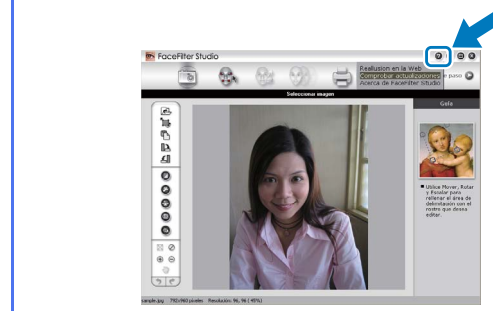 FaceFilter Studio
Reallusion en la Web
Comprobar actualizaciones
Acerca de FaceFilter Studio
paso
Seleccionar imagen
Guía
Utilice Mover, Rotar
y Escalar para
rellenar el área de
delimitación con el
rostro que desea
editar.
sample.jpg 792x960 pixeles Resolucion: 96, 96 ( 45%)